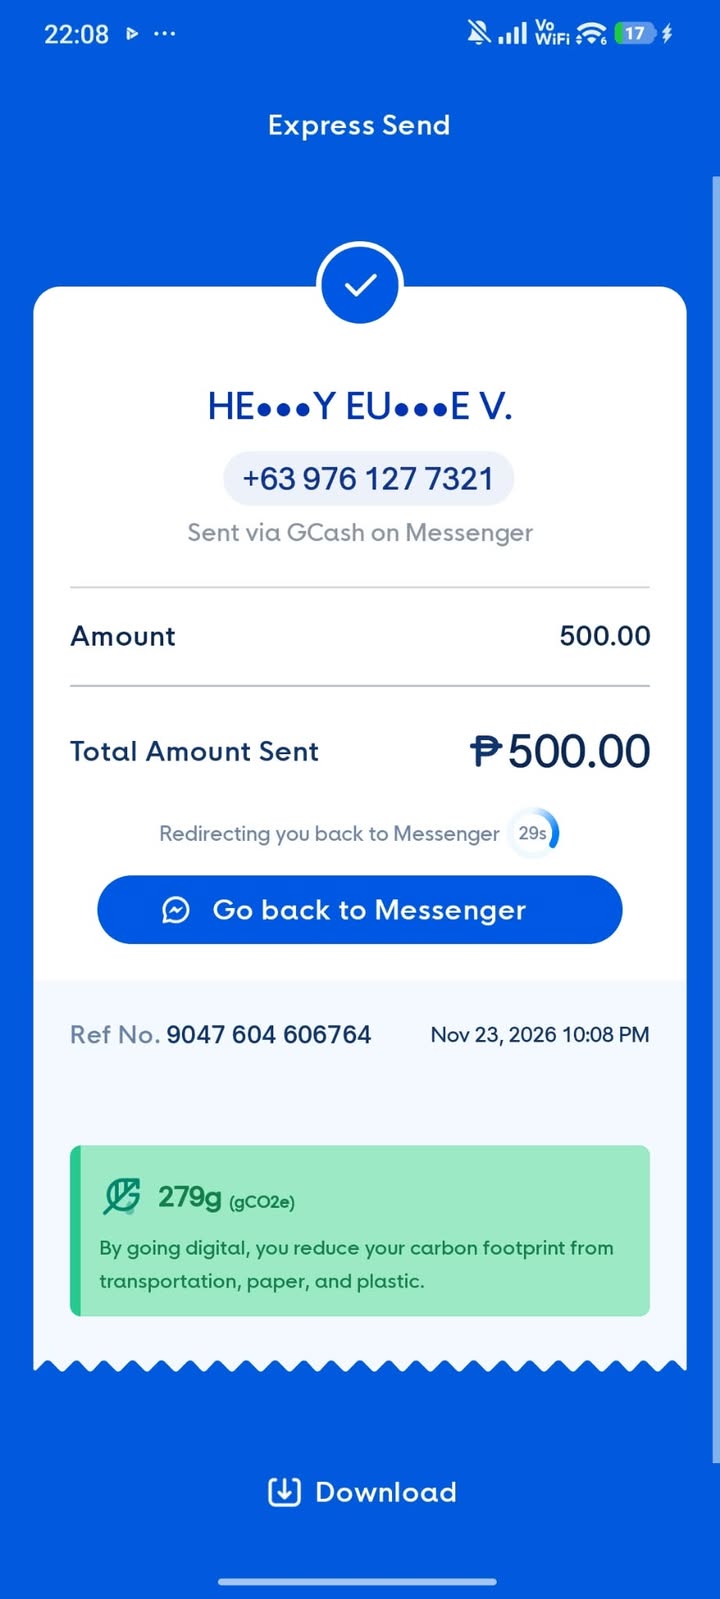 22:08
Vo
WiFi
6
17
Express Send
HE●●●Y EU●●●E V.
+63 976 127 7321
Sent via GCash on Messenger
Amount 500.00
Total Amount Sent ₱500.00
Redirecting you back to Messenger 29s
Go back to Messenger
Ref No. 9047 604 606764 Nov 23, 2026 10:08 PM
279g (gCO2e)
By going digital, you reduce your carbon footprint from
transportation, paper, and plastic.
Download